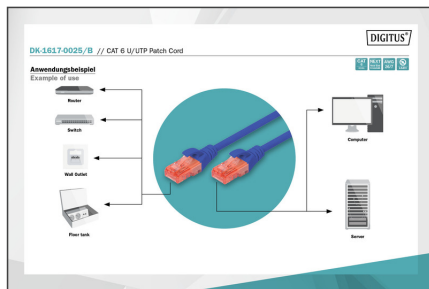 DIGITUS®
DK-1617-0025/B // CAT 6 U/UTP Patch Cord
Anwendungsbeispiel
Example of use
Router
Switch
Wall Outlet
Floor tank
Computer
Server
CAT